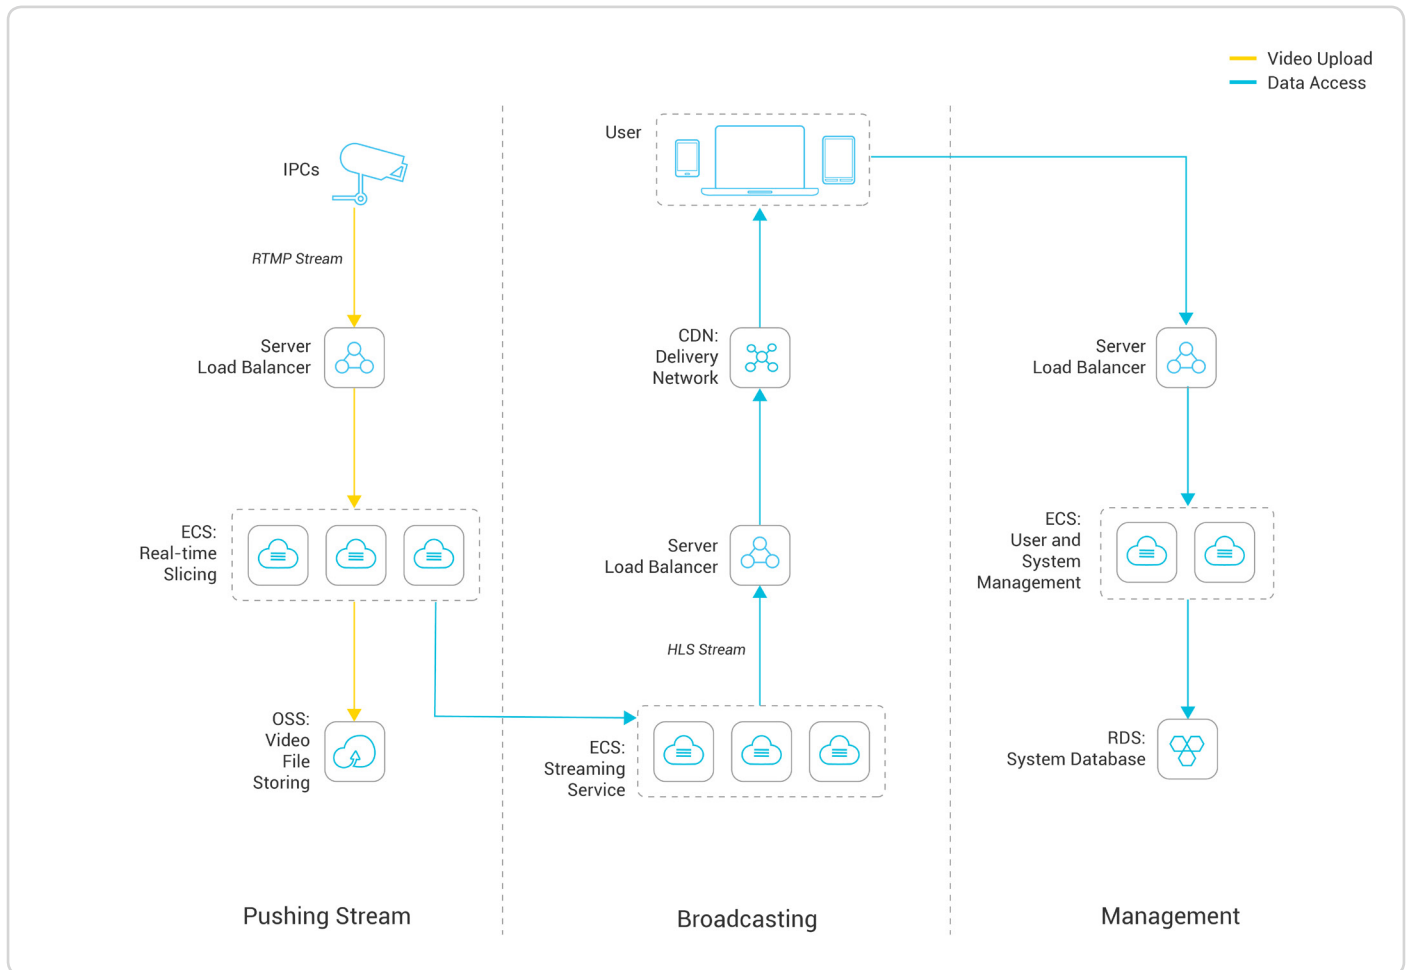 Video Upload
Data Access
IPCs
RTMP Stream
Server
Load Balancer
ECS:
Real-time
Slicing
OSS:
Video
File
Storing
Pushing Stream
User
CDN:
Delivery
Network
Server
Load Balancer
HLS Stream
ECS:
Streaming
Service
Broadcasting
Server
Load Balancer
ECS:
User and
System
Management
RDS:
System Database
Management